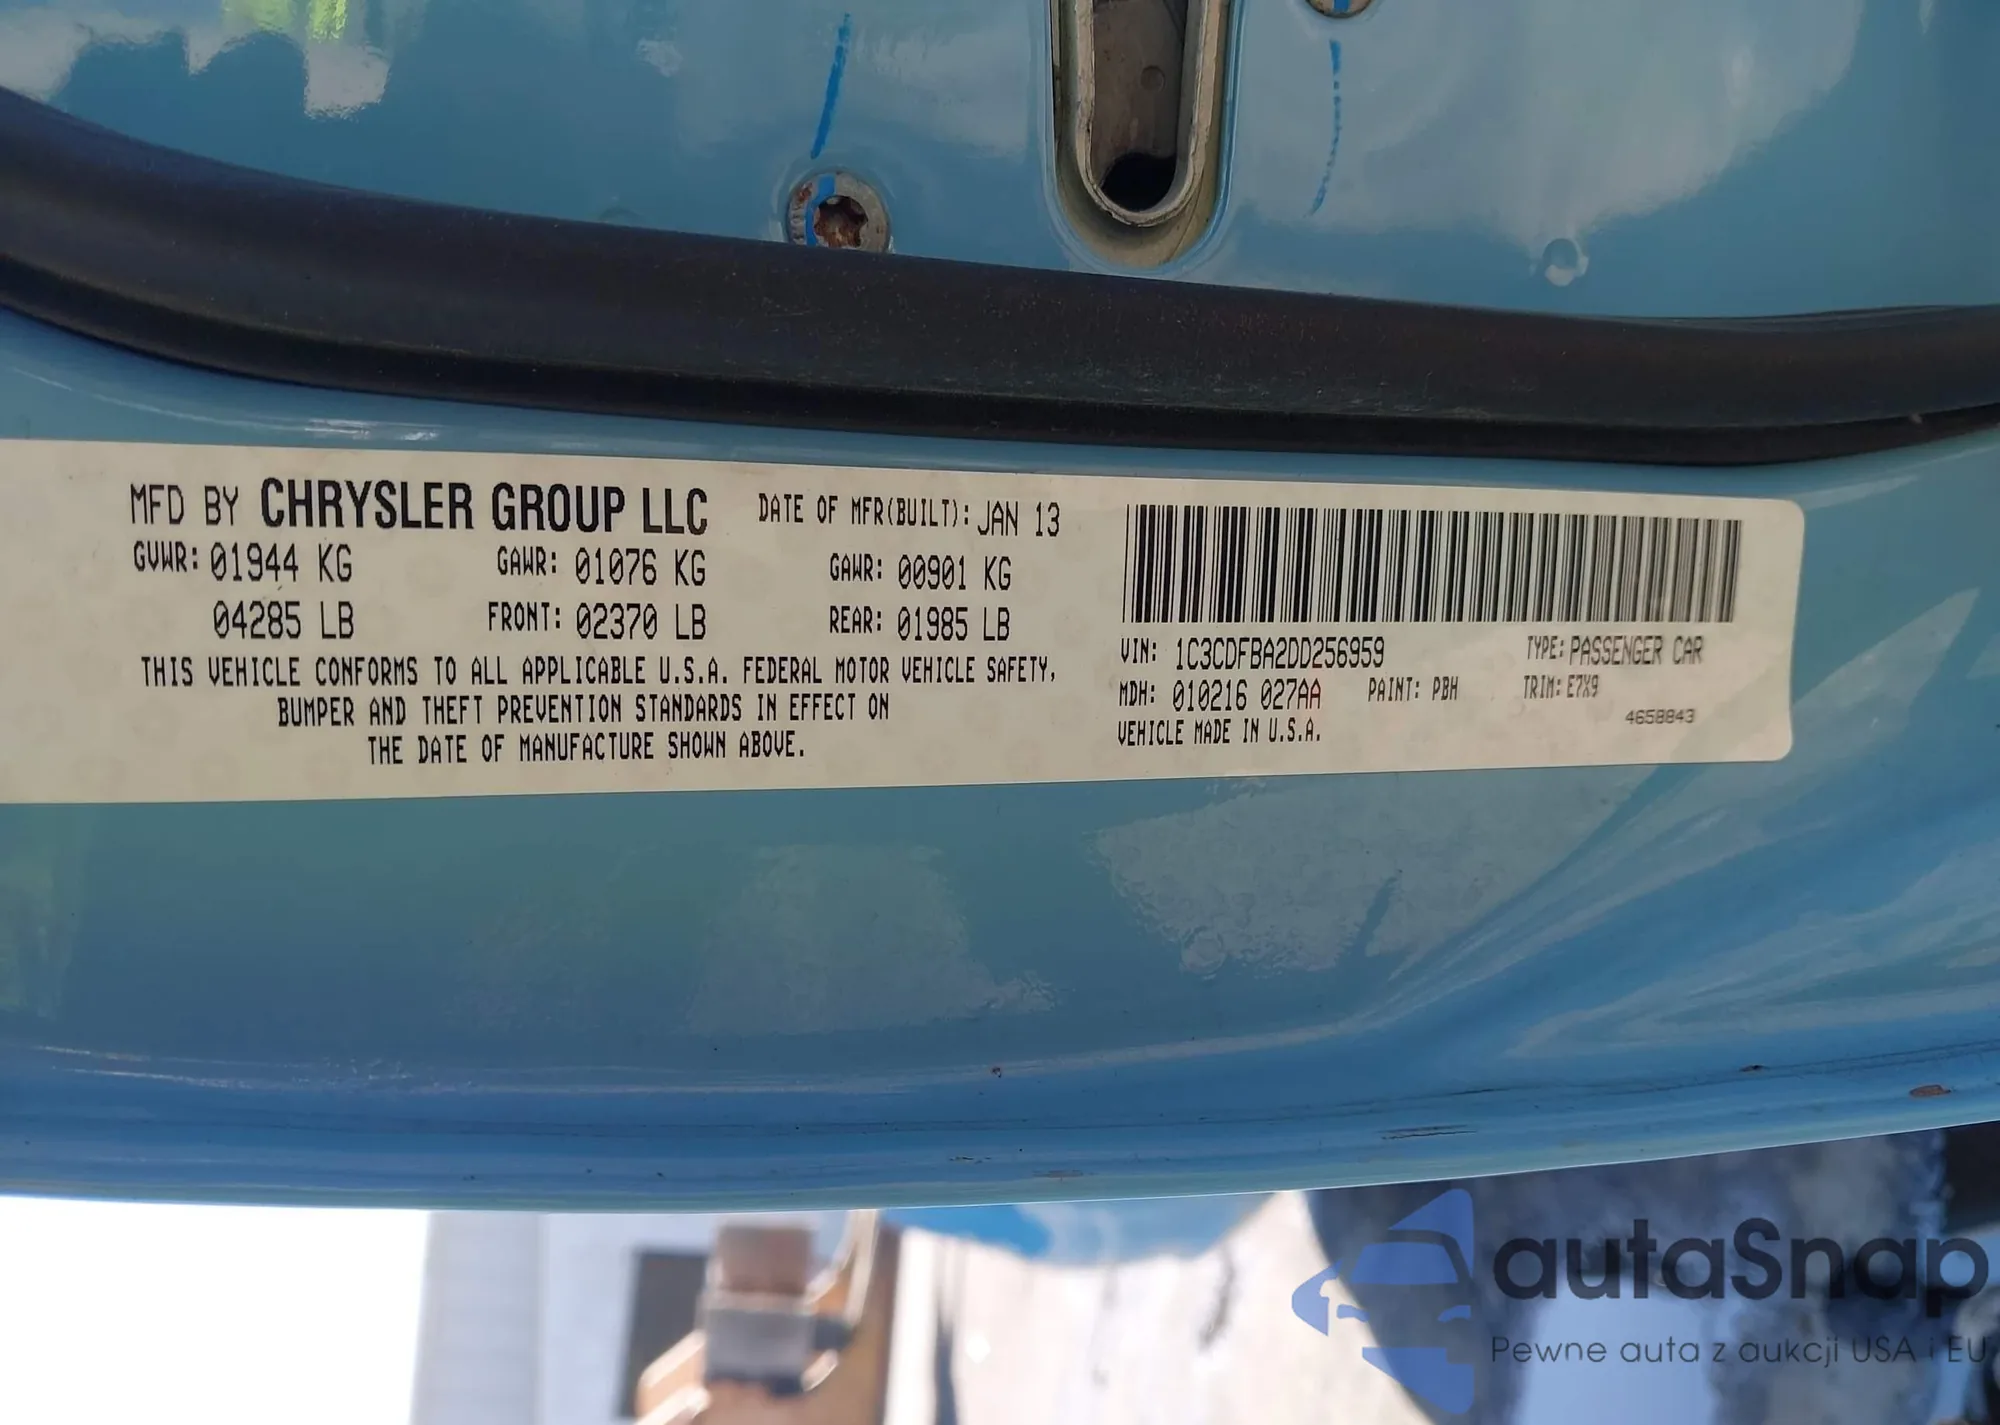 MFD BY CHRYSLER GROUP LLC DATE OF MFR(BUILT): JAN 13
GVWR: 01944 KG GAWR: 01076 KG GAWR: 00901 KG
04285 LB FRONT: 02370 LB REAR: 01985 LB
THIS VEHICLE CONFORMS TO ALL APPLICABLE U.S.A. FEDERAL MOTOR VEHICLE SAFETY,
BUMPER AND THEFT PREVENTION STANDARDS IN EFFECT ON
THE DATE OF MANUFACTURE SHOWN ABOVE.
VIN: 1C3CDFBA2DD256959 TYPE: PASSENGER CAR
MDH: 010216 027AA PAINT: PBH TRIM: E7X9
4658843
VEHICLE MADE IN U.S.A.
autaSnap
Pewne auta z aukcji USA i EU